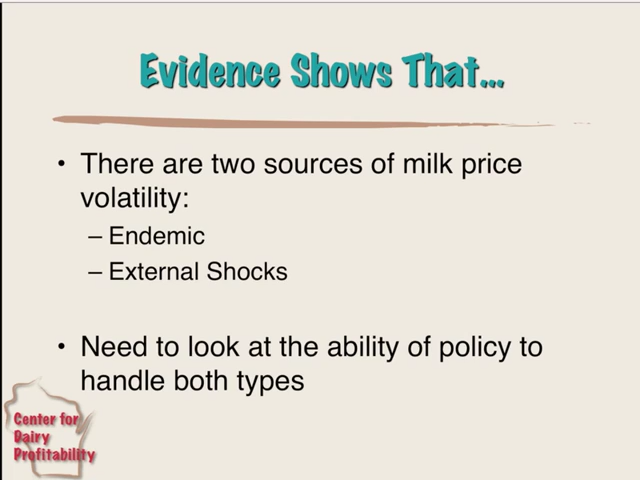 Evidence Shows That...
• There are two sources of milk price
volatility:
– Endemic
– External Shocks
• Need to look at the ability of policy to
handle both types
Center for
Dairy
Profitability